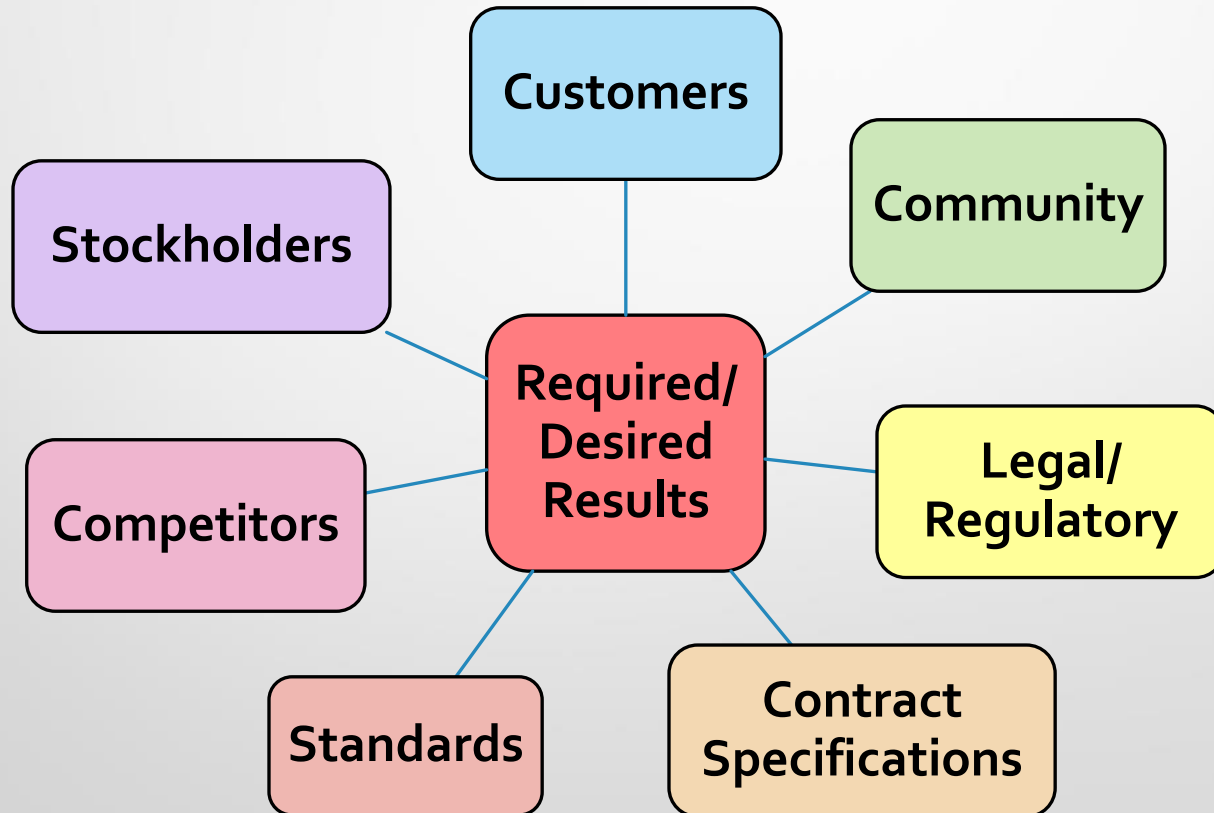 Customers
Community
Stockholders
Required/
Desired
Results
Legal/
Regulatory
Competitors
Contract
Specifications
Standards